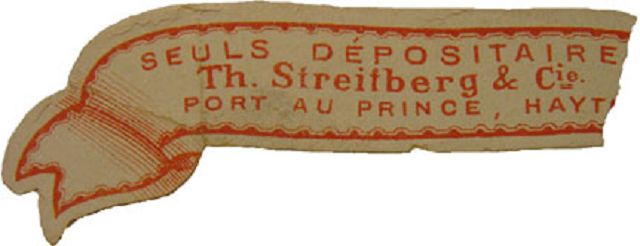 SEULS DÉPOSITAIRE
Th. Streitberg & Cie.
PORT AU PRINCE, HAYT